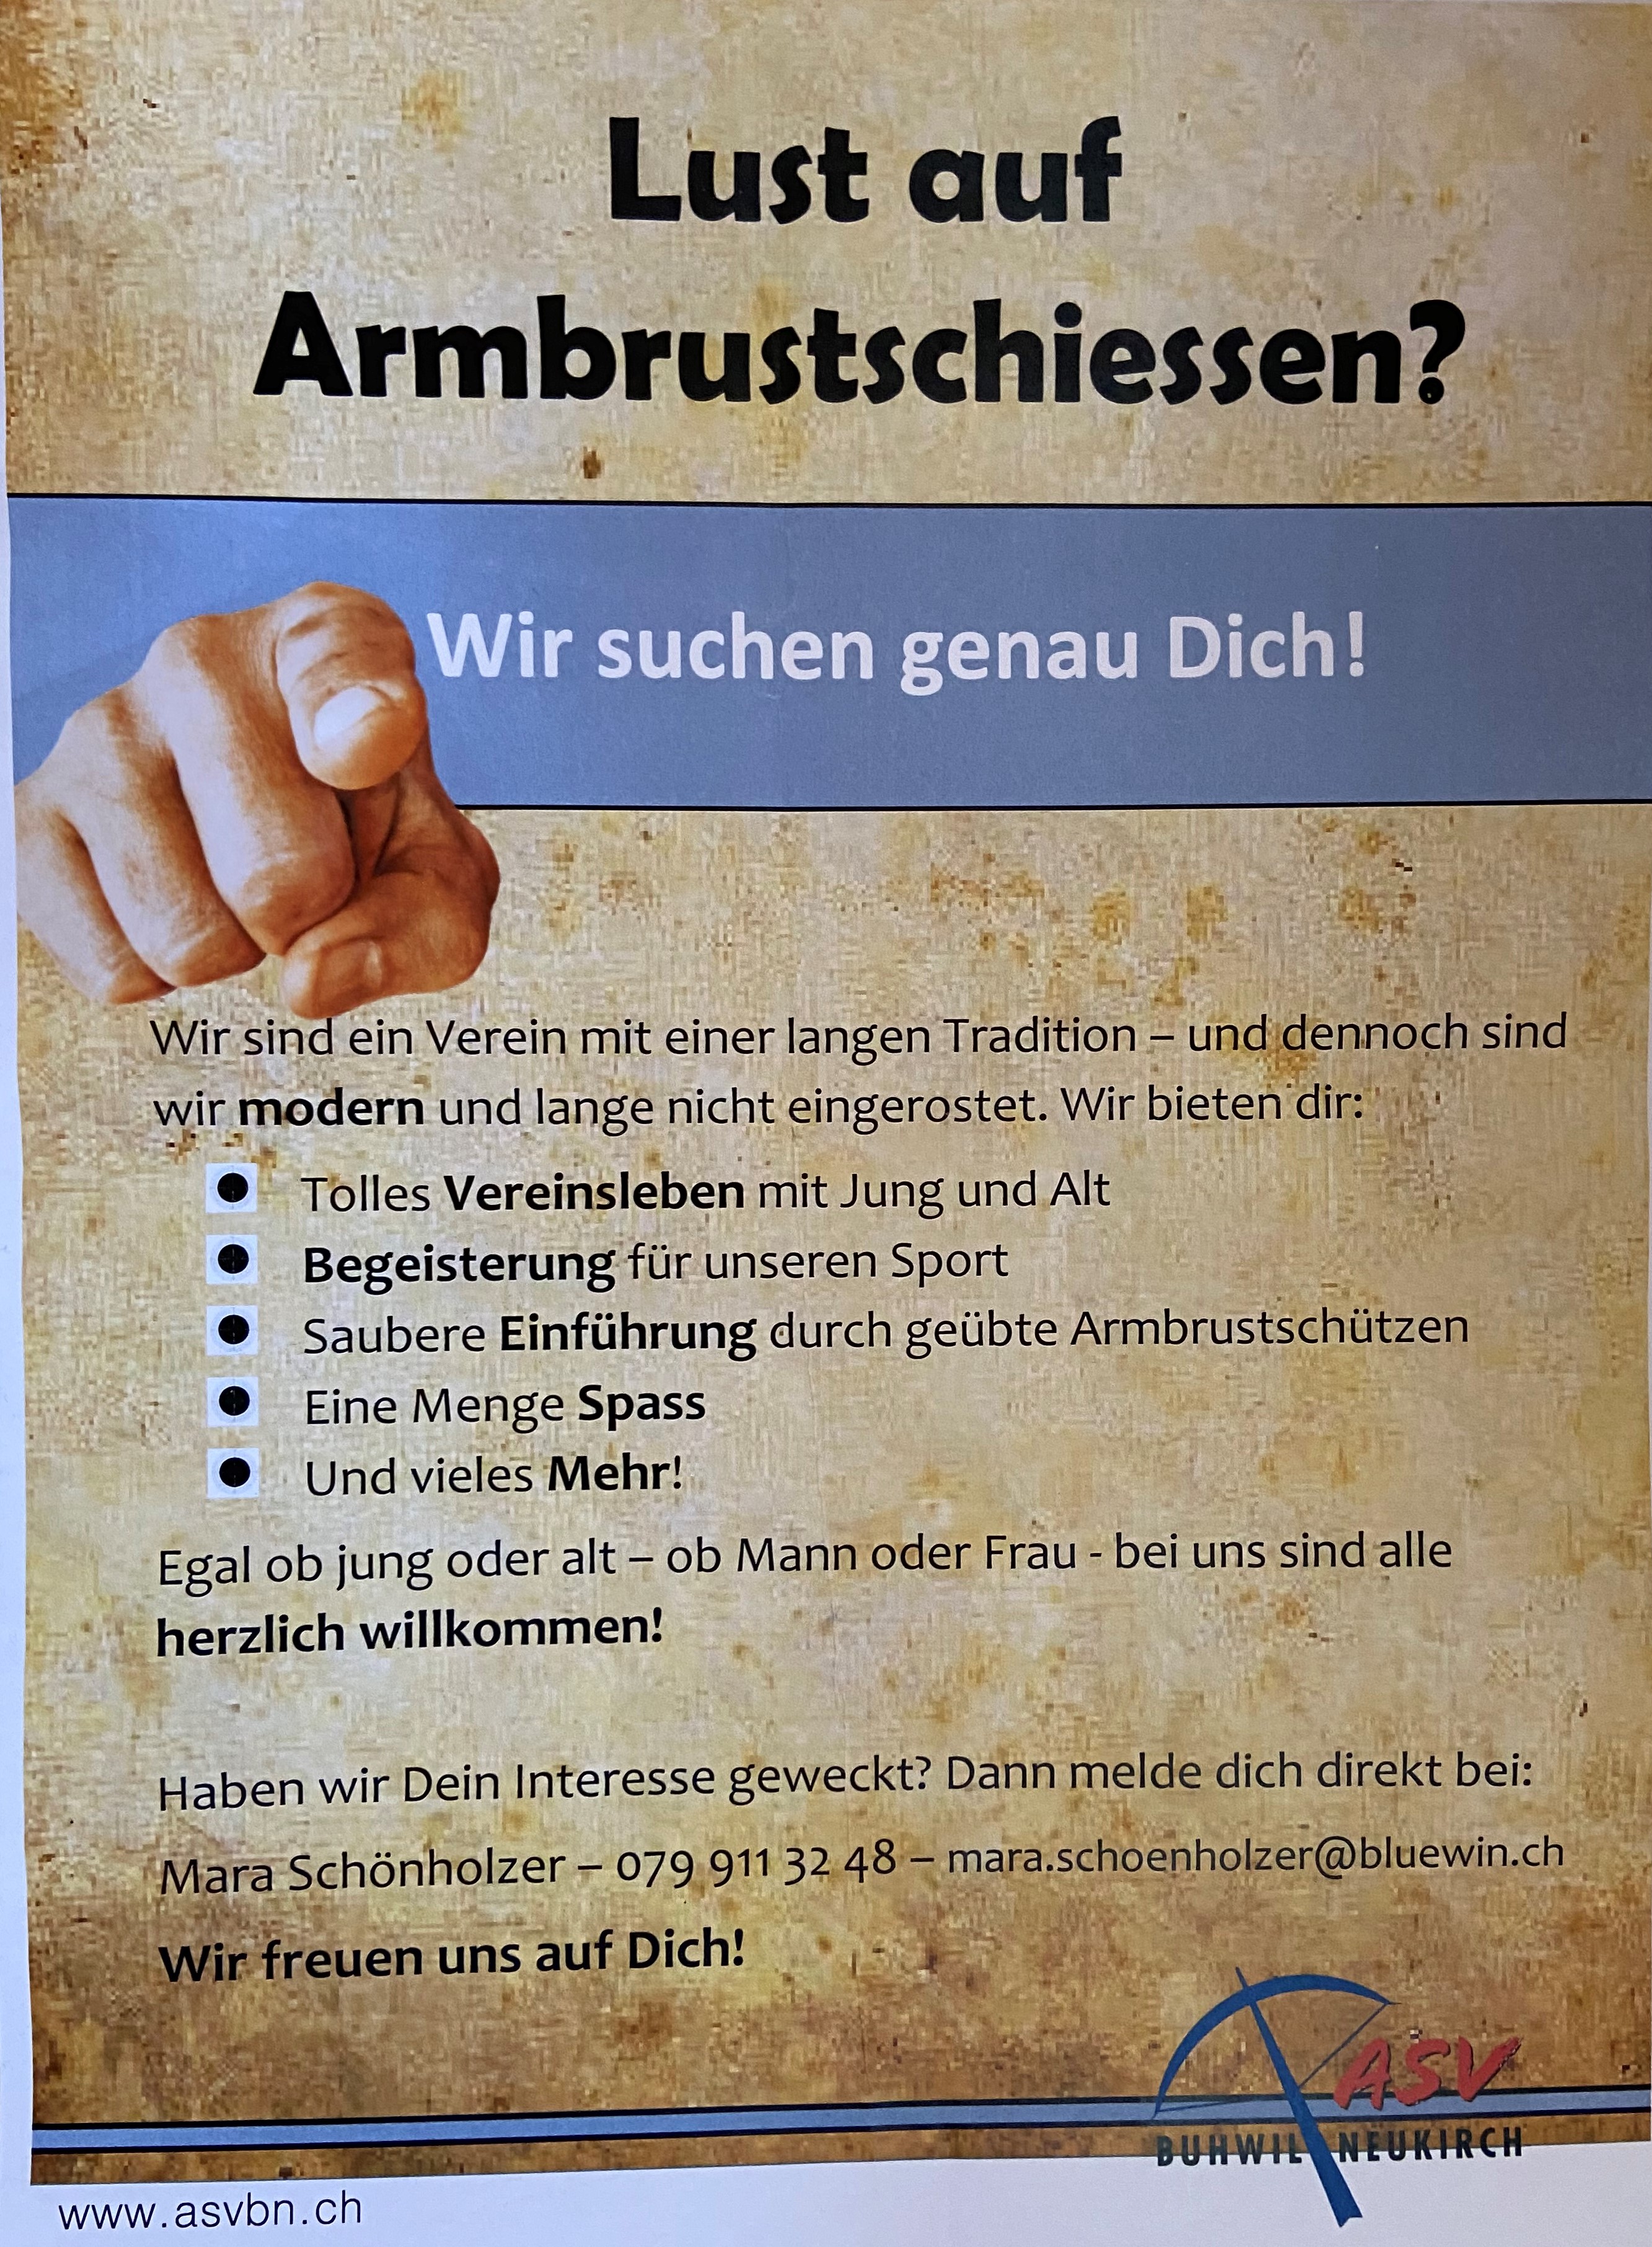 Lust auf
Armbrustschiessen?
Wir suchen genau Dich!
Wir sind ein Verein mit einer langen Tradition – und dennoch sind
wir modern und lange nicht eingerostet. Wir bieten dir:
● Tolles Vereinsleben mit Jung und Alt
● Begeisterung für unseren Sport
● Saubere Einführung durch geübte Armbrustschützen
● Eine Menge Spass
● Und vieles Mehr!
Egal ob jung oder alt – ob Mann oder Frau - bei uns sind alle
herzlich willkommen!
Haben wir Dein Interesse geweckt? Dann melde dich direkt bei:
Mara Schönholzer – 079 911 32 48 – mara.schoenholzer@bluewin.ch
Wir freuen uns auf Dich!
ASV
BUHWIL NEUKIRCH
www.asvbn.ch